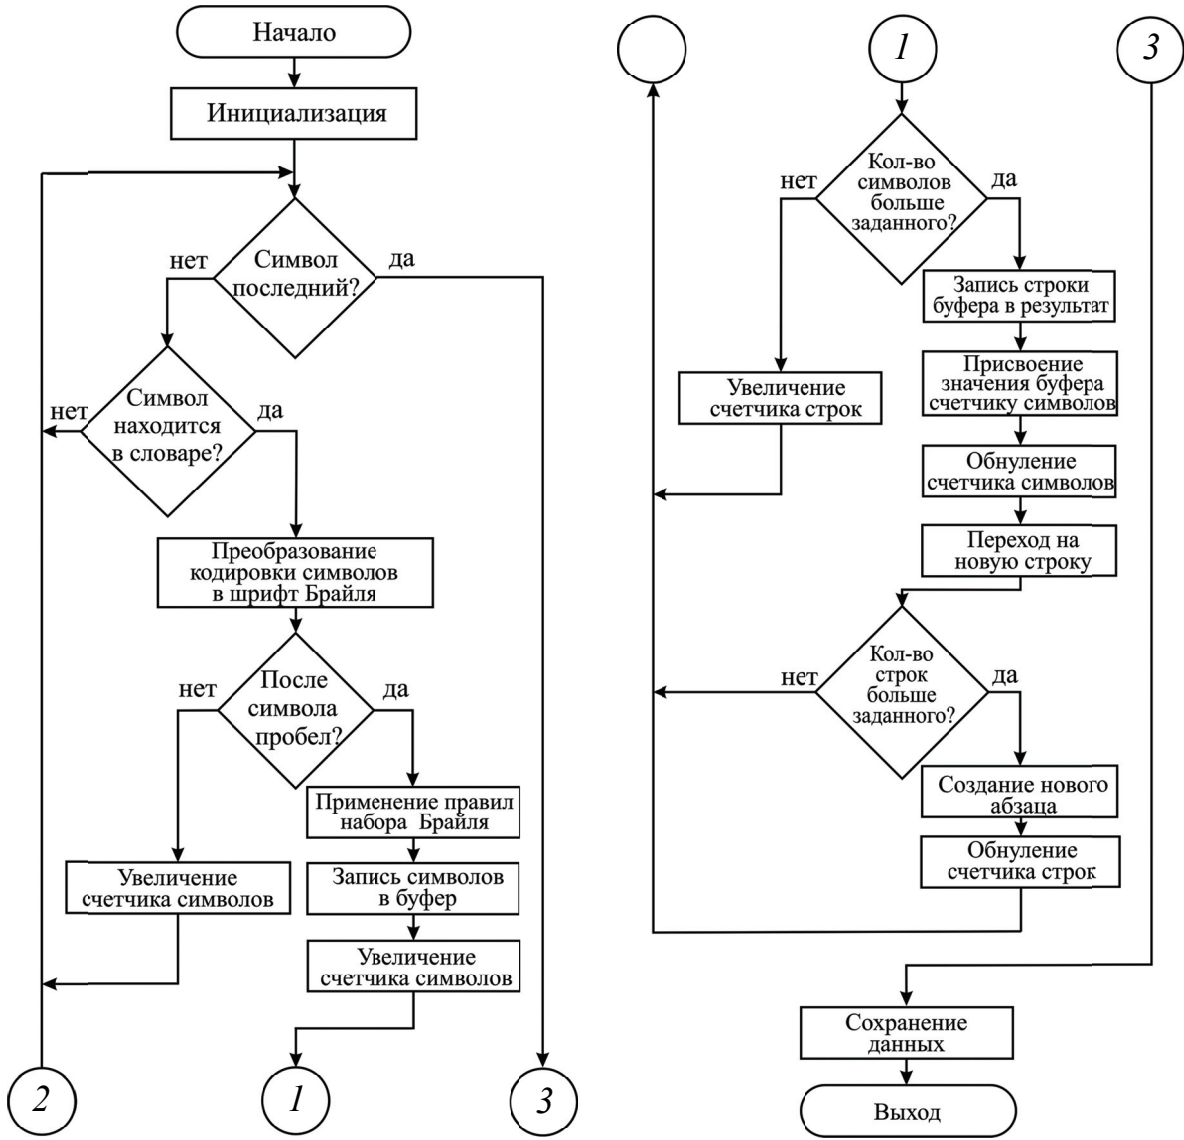 Начало
Инициализация
Символ
последний?
нет
да
Символ
находится
в словаре?
нет
да
Преобразование
кодировки символов
в шрифт Брайля
После
символа
пробел?
нет
да
Увеличение
счетчика символов
Применение правил
набора Брайля
Запись символов
в буфер
Увеличение
счетчика символов
2
1
3
1
3
Кол-во
символов
больше
заданного?
нет
да
Увеличение
счетчика строк
Запись строки
буфера в результат
Присвоение
значения буфера
счетчику символов
Обнуление
счетчика символов
Переход на
новую строку
Кол-во
строк
больше
заданного?
нет
да
Создание нового
абзаца
Обнуление
счетчика строк
Сохранение
данных
Выход